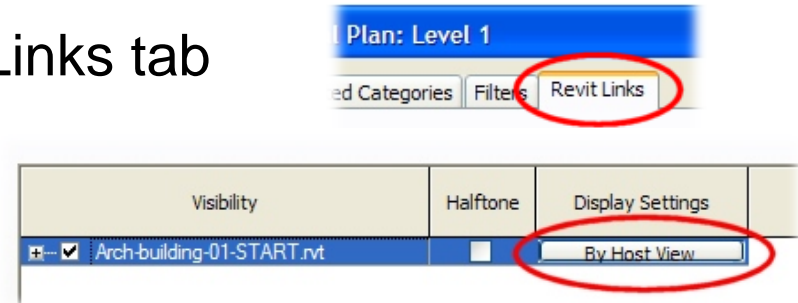 Links tab
Plan: Level 1
ed Categories Filters Revit Links
Visibility Halftone Display Settings
Arch-building-01-START.rvt By Host View